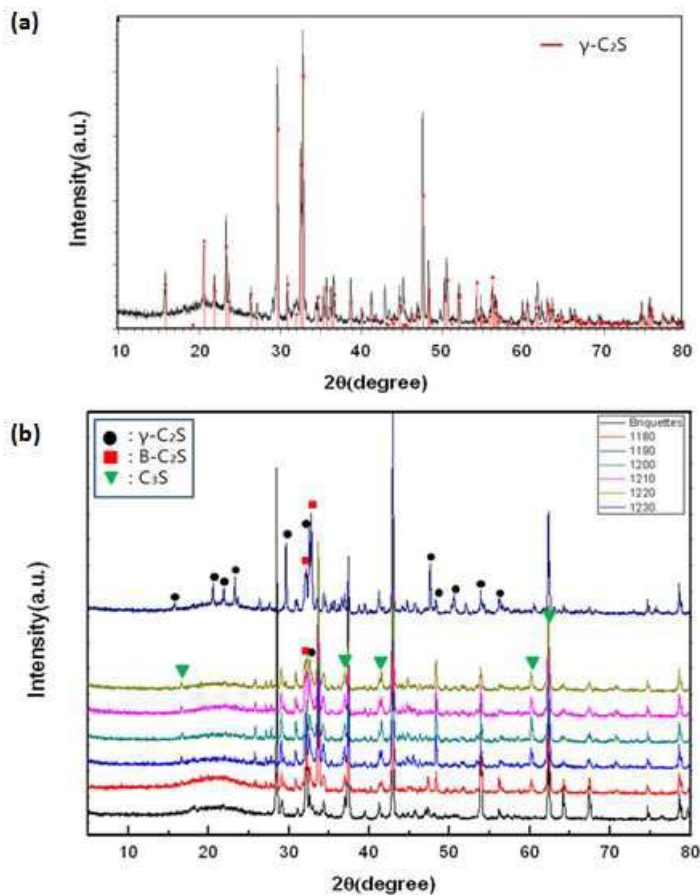 (a)
γ-C₂S
Intensity(a.u.)
10 20 30 40 50 60 70 80
2θ(degree)
(b)
: γ-C₂S
: B-C₂S
: C₃S
Briquettes
1180
1190
1200
1210
1220
1230
Intensity(a.u.)
10 20 30 40 50 60 70 80
2θ(degree)